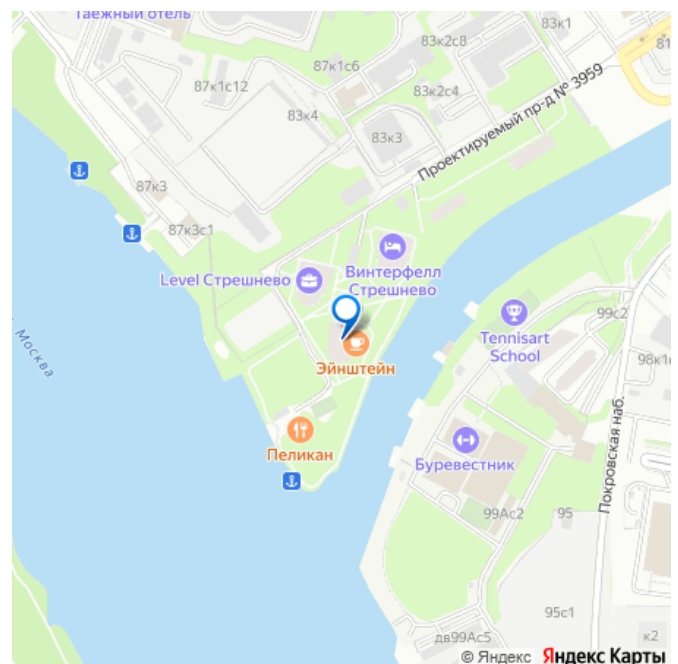 Таёжный отель
83к1
81
83к2с8
87к1с6
87к1с12
83к2с4
83к4
83к3
Проектируемый пр-д № 3959
87к3
87к3с1
Level Стрешнево
Винтерфелл
Стрешнево
Москва
99с2
Tennisart
School
98к1
Эйнштейн
Пеликан
Буревестник
Покровская наб.
99Ас2
95
95с1
дв99Ас5
к2
© Яндекс Яндекс Карты